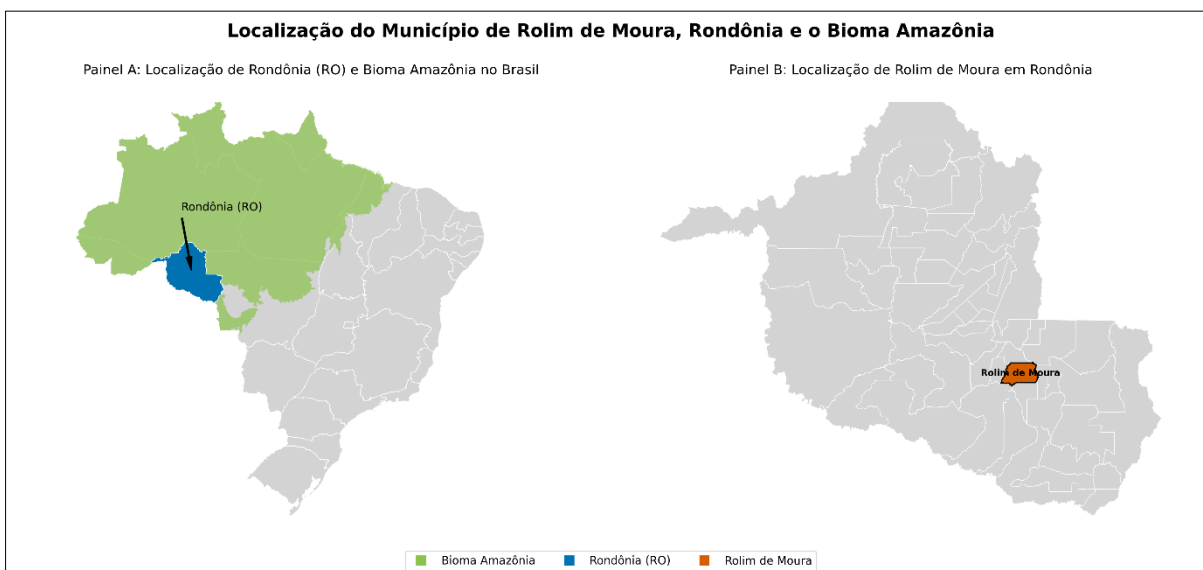 Localização do Município de Rolim de Moura, Rondônia e o Bioma Amazônia
Painel A: Localização de Rondônia (RO) e Bioma Amazônia no Brasil
Painel B: Localização de Rolim de Moura em Rondônia
Rondônia (RO)
Rolim de Moura
Bioma Amazônia
Rondônia (RO)
Rolim de Moura